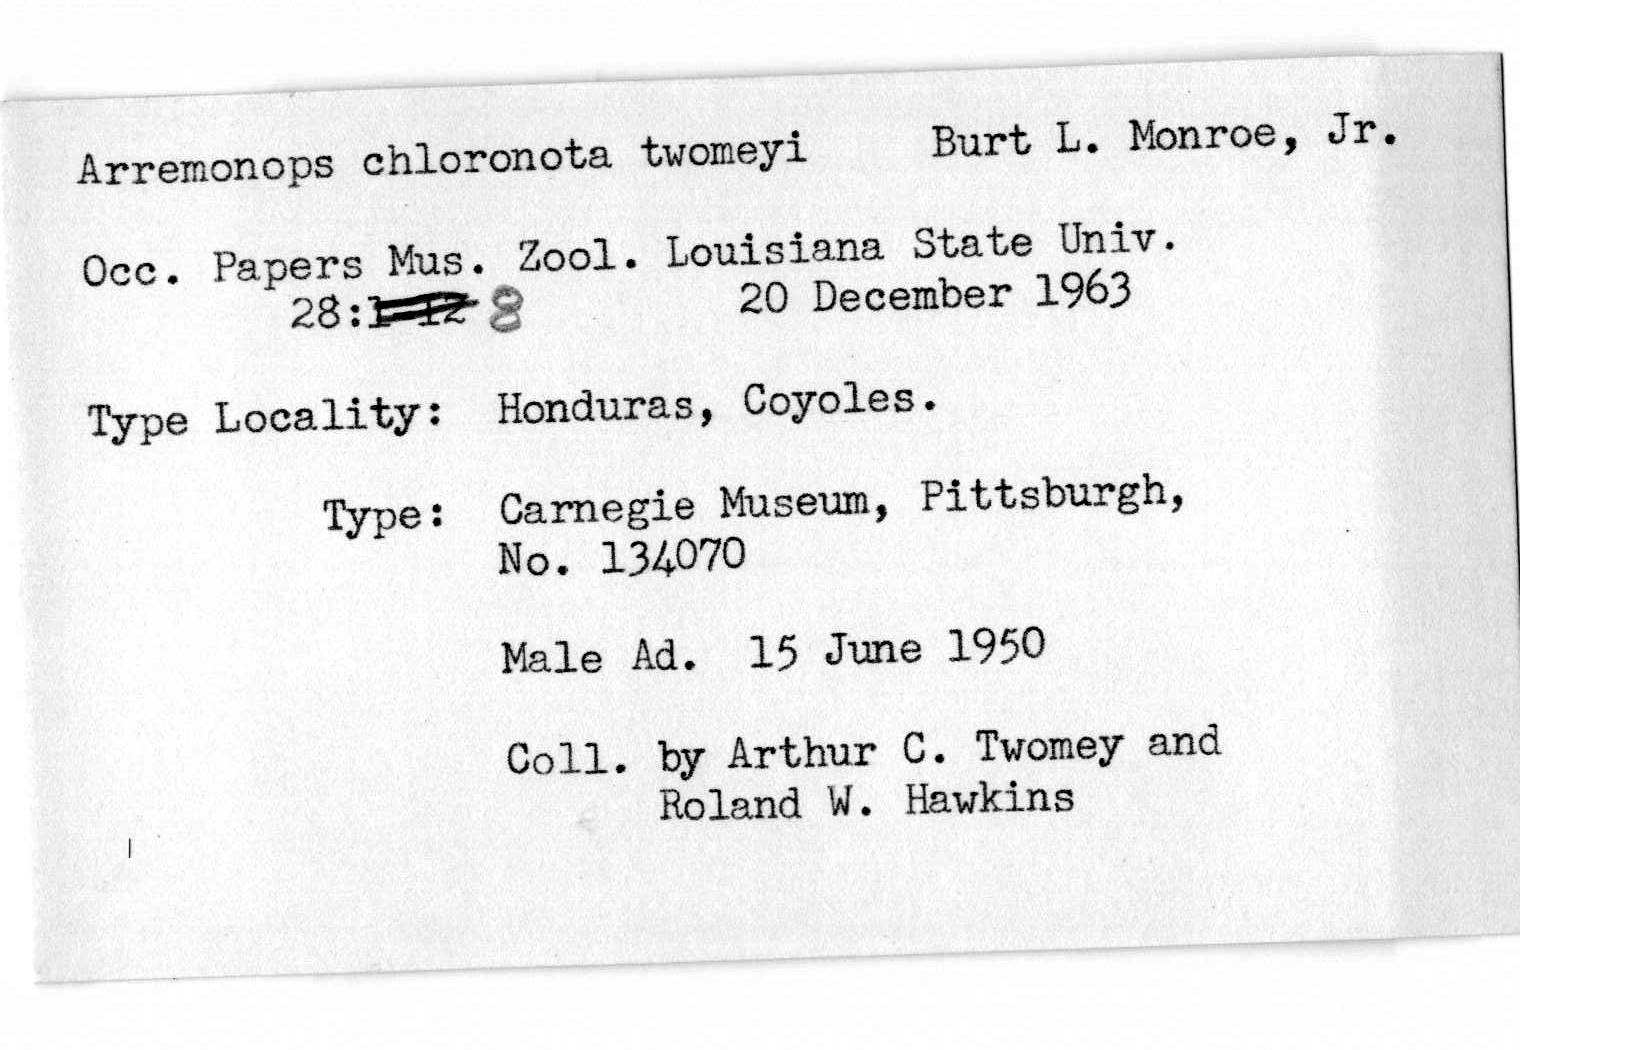 Arremonops chloronota twomeyi Burt L. Monroe, Jr.
Occ. Papers Mus. Zool. Louisiana State Univ.
28:1-12 8 20 December 1963
Type Locality: Honduras, Coyoles.
Type: Carnegie Museum, Pittsburgh,
No. 134070
Male Ad. 15 June 1950
Coll. by Arthur C. Twomey and
Roland W. Hawkins